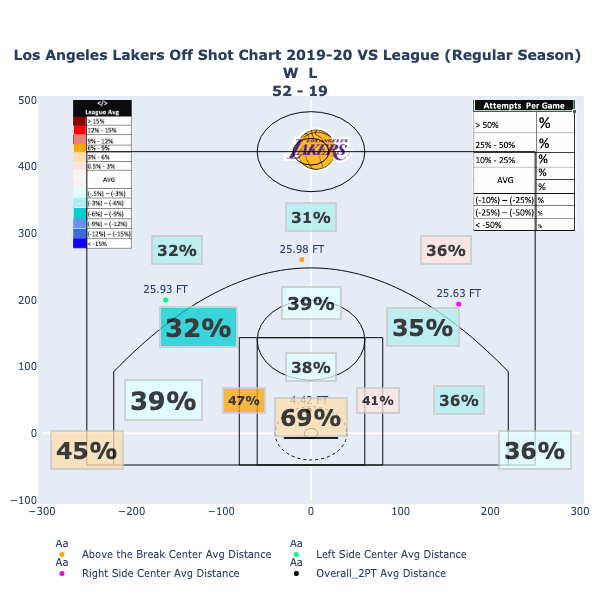 Los Angeles Lakers Off Shot Chart 2019-20 VS League (Regular Season)
W L
52 - 19
</>
League Avg
> 15%
12% - 15%
9% - 12%
6% - 9%
3% - 6%
0.5% - 3%
AVG
(-.5%) – (-3%)
(-3%) – (-6%)
(-6%) – (-9%)
(-9%) – (-12%)
(-12%) – (-15%)
< -15%
Attempts Per Game
> 50% %
25% - 50% %
10% - 25% %
AVG %
%
(-10%) – (-25%) %
(-25%) – (-50%) %
< -50% %
LOS ANGELES
LAKERS
31%
32%
36%
25.98 FT
25.93 FT
25.63 FT
39%
32%
35%
38%
39%
47%
4.42 FT
41%
36%
69%
45%
36%
500
400
300
200
100
0
−100
−300
−200
−100
0
100
200
300
Aa Above the Break Center Avg Distance
Aa Left Side Center Avg Distance
Aa Right Side Center Avg Distance
Aa Overall_2PT Avg Distance